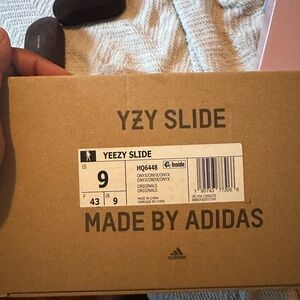 YZY SLIDE
YEEZY SLIDE
US
9
F
43
UK
9
HQ6448
Inside
ONYX/ONYX/ONYX
ONYX/ONYX/ONYX
ORIGINALS
ORIGINALS
MADE BY ADIDAS
adidas